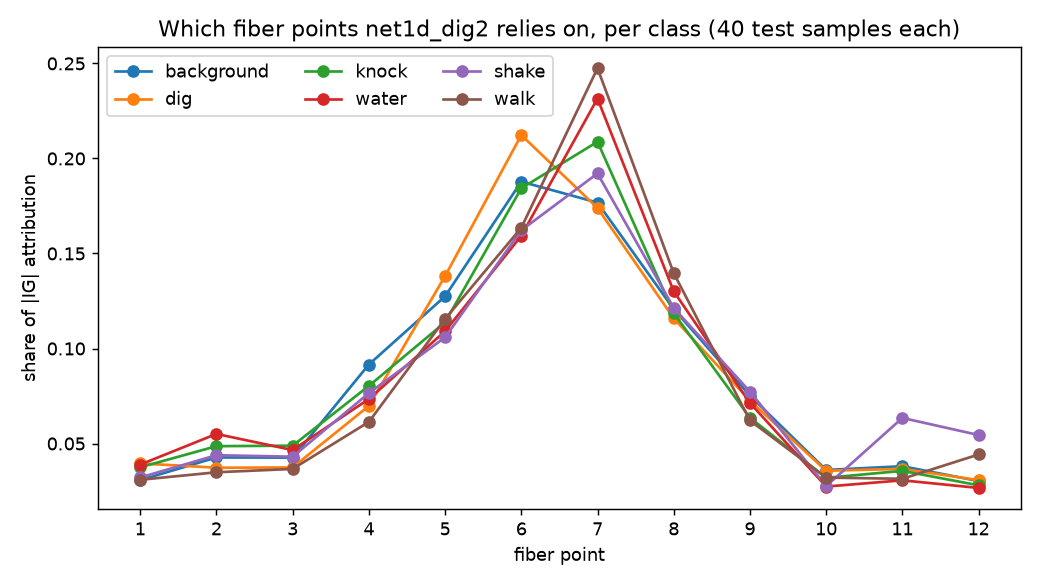 Which fiber points net1d_dig2 relies on, per class (40 test samples each)
background knock shake
dig water walk
share of |IG| attribution
0.25
0.20
0.15
0.10
0.05
1 2 3 4 5 6 7 8 9 10 11 12
fiber point